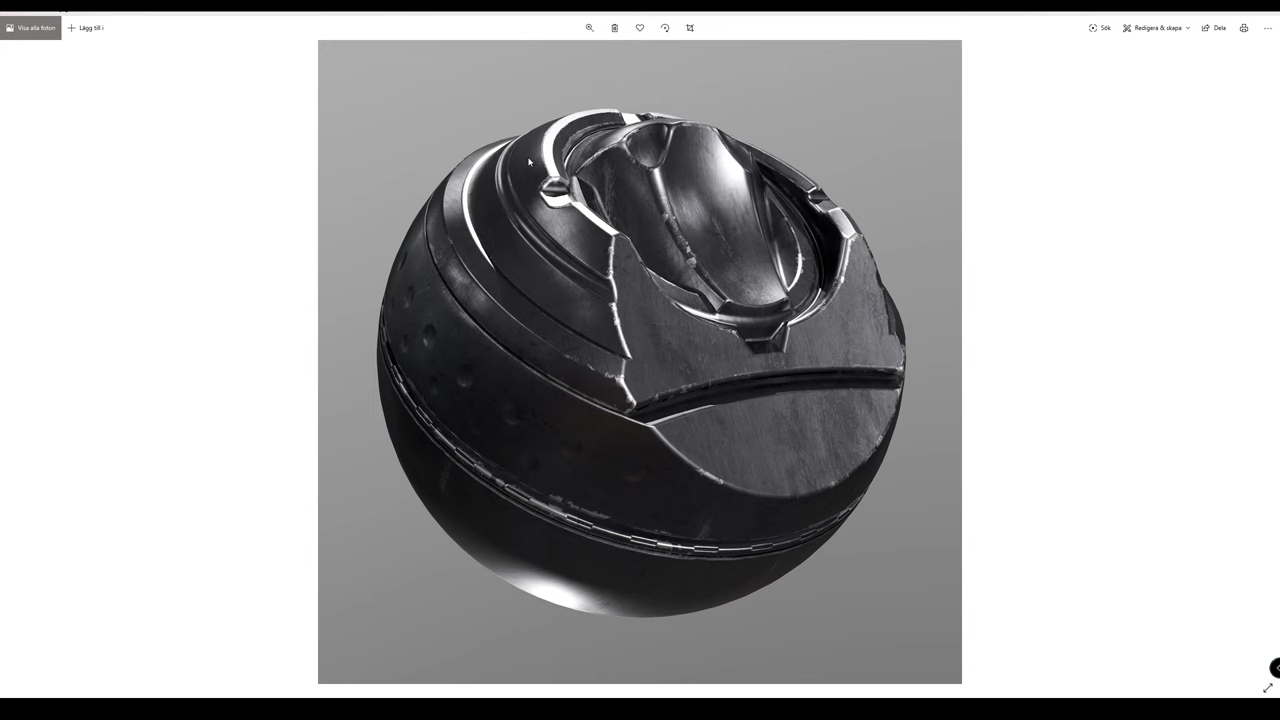 Visa alla foton
Lägg till i
Sök
Redigera & skapa
Dela